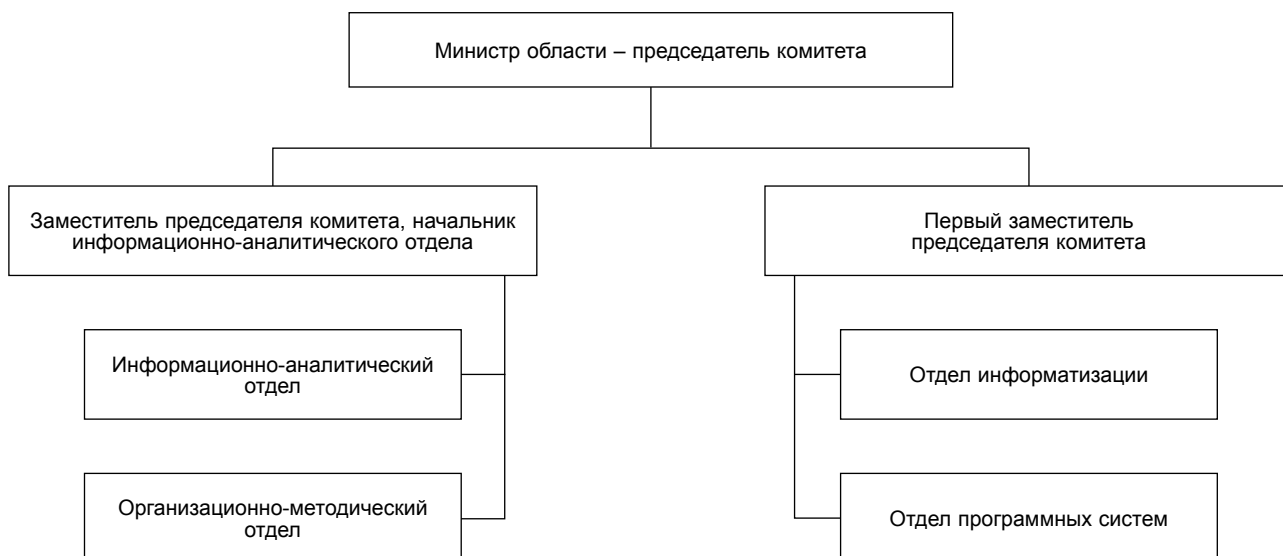 Министр области – председатель комитета
Заместитель председателя комитета, начальник
информационно-аналитического отдела
Первый заместитель
председателя комитета
Информационно-аналитический
отдел
Отдел информатизации
Организационно-методический
отдел
Отдел программных систем